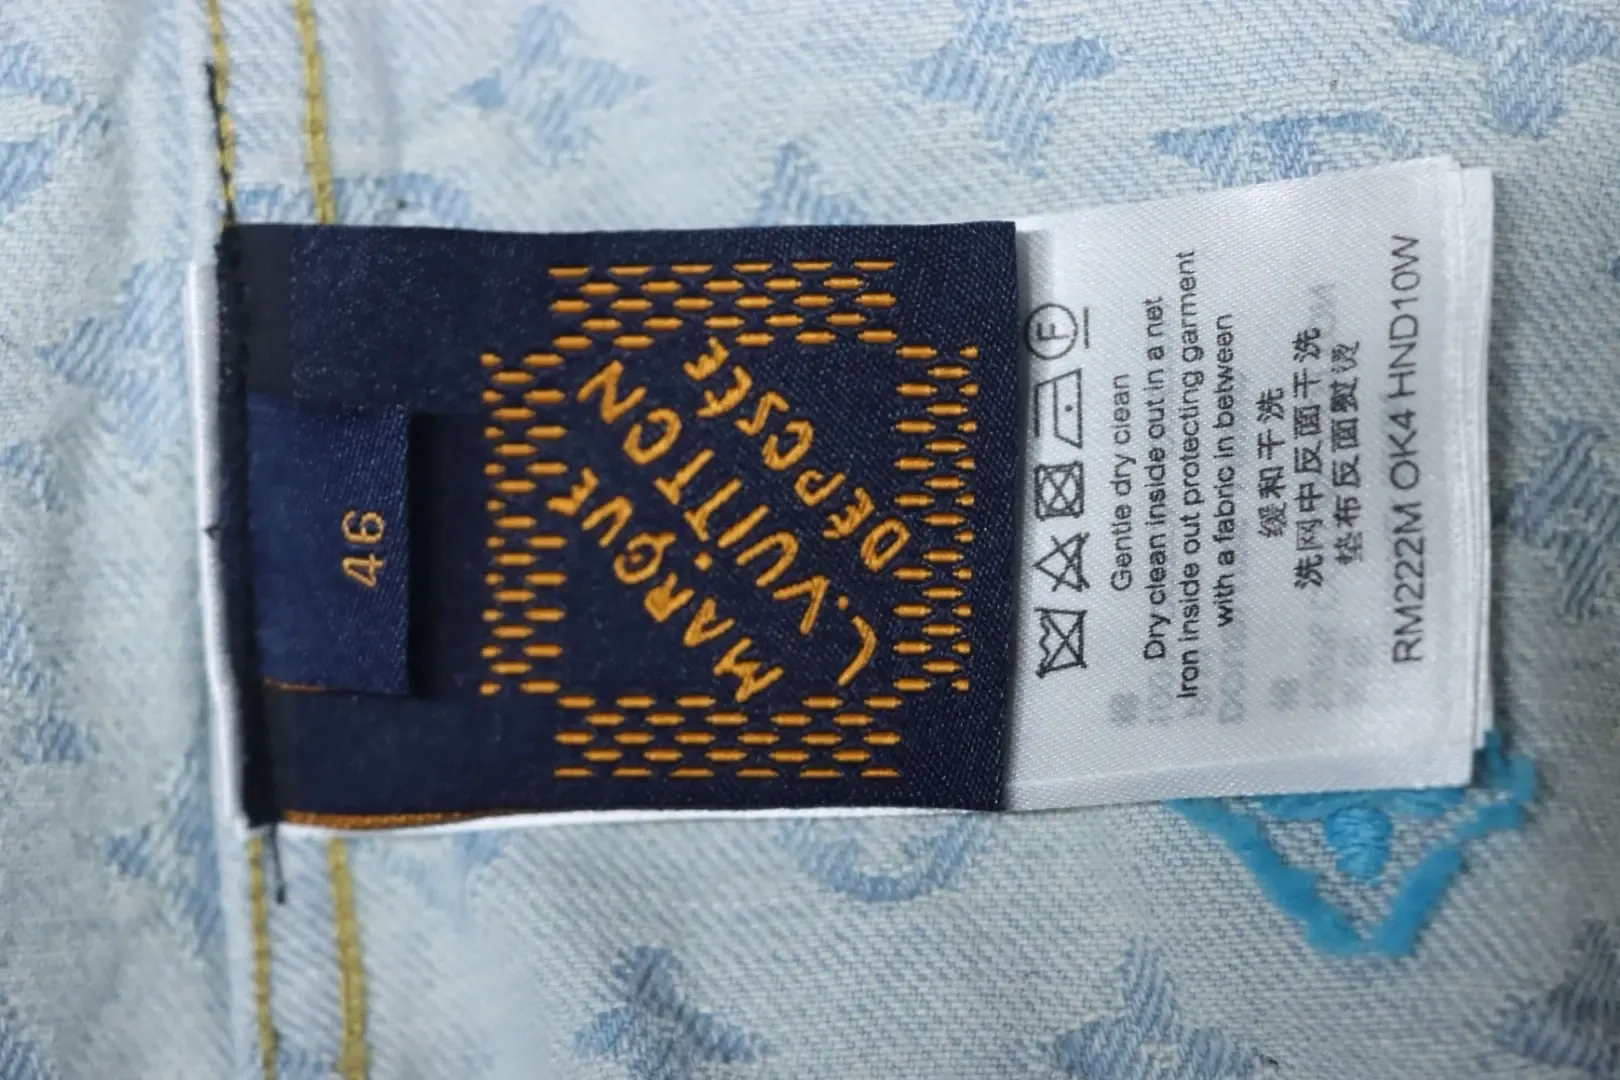 46
MARQUE
L.VUITTON
DEPOSÉE
F
Gentle dry clean
Dry clean inside out in a net
Iron inside out protecting garment
with a fabric in between
缓和干洗
洗网中反面干洗
垫布反面熨烫
RM222M OK4 HND10W